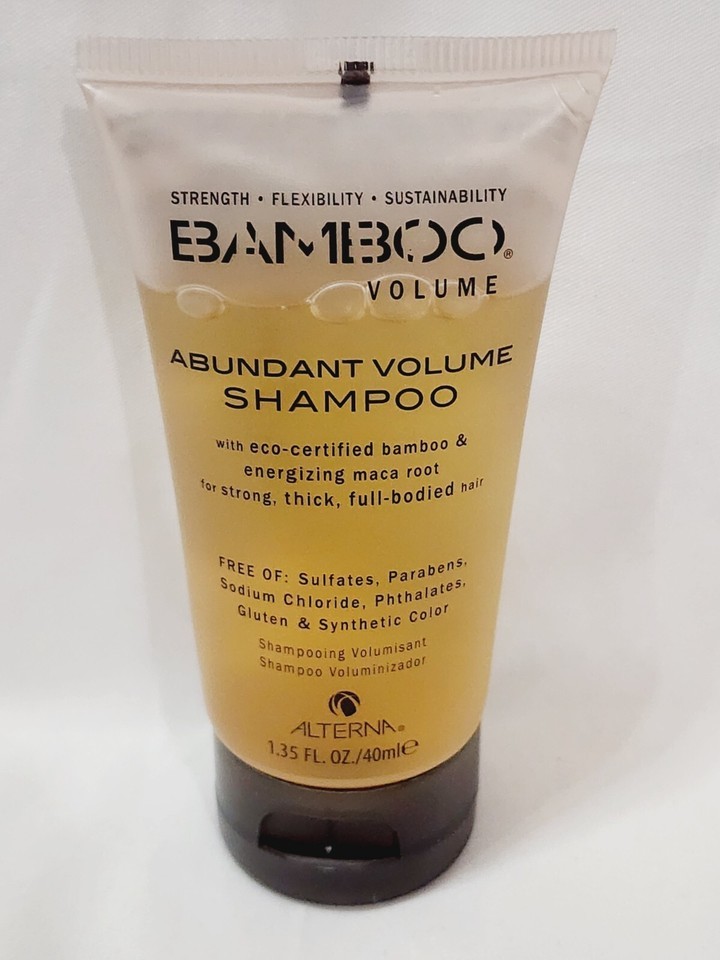 STRENGTH • FLEXIBILITY • SUSTAINABILITY
BAMBOO®
VOLUME
ABUNDANT VOLUME
SHAMPOO
with eco-certified bamboo &
energizing maca root
for strong, thick, full-bodied hair
FREE OF: Sulfates, Parabens,
Sodium Chloride, Phthalates,
Gluten & Synthetic Color
Shampooing Volumisant
Shampoo Voluminizador
ALTERNA®
1.35 FL. OZ./40ml℮